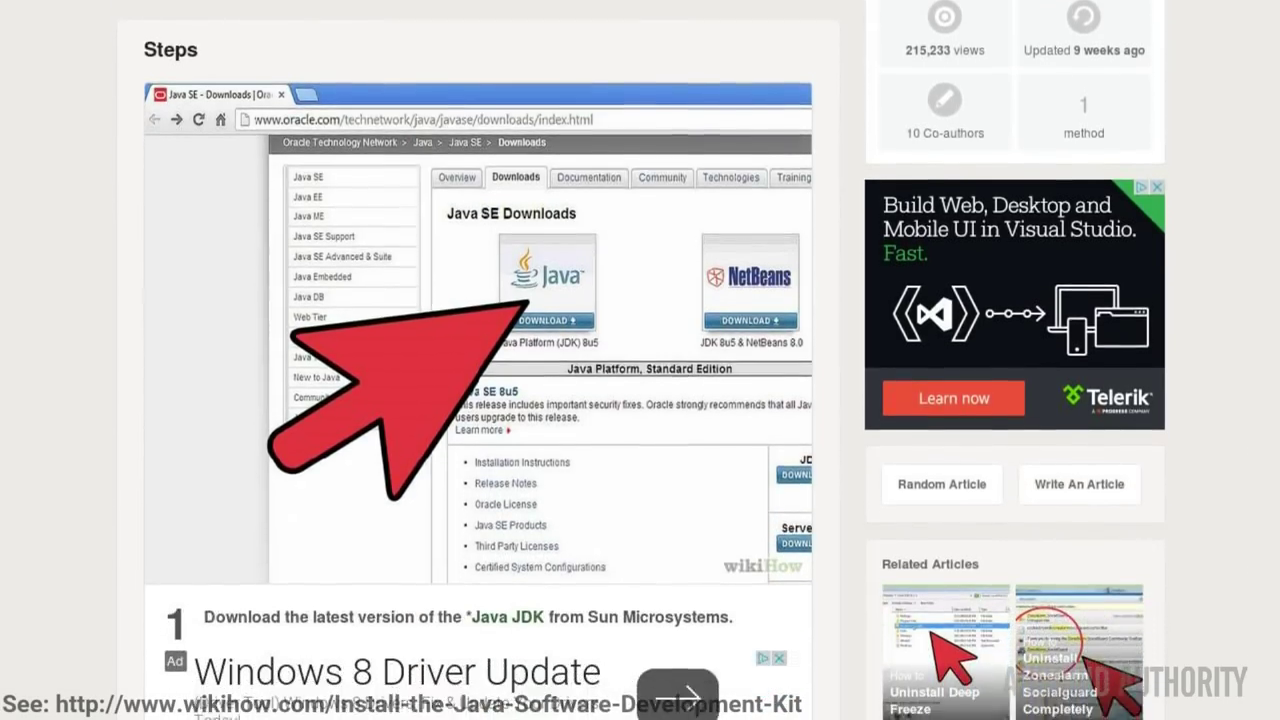 Steps
Java SE - Downloads | Ora
www.oracle.com/technetwork/java/javase/downloads/index.html
Oracle Technology Network > Java > Java SE > Downloads
Java SE
Java EE
Java ME
Java SE Support
Java SE Advanced & Suite
Java Embedded
Java DB
Web Tier
Java
New to Java
Commun
Overview
Downloads
Documentation
Community
Technologies
Training
Java SE Downloads
Java
DOWNLOAD
ava Platform (JDK) 8u5
NetBeans
DOWNLOAD
JDK 8u5 & NetBeans 8.0
Java Platform, Standard Edition
a SE 8u5
his release includes important security fixes. Oracle strongly recommends that all Jav
users upgrade to this release.
Learn more
• Installation Instructions
• Release Notes
• Oracle License
• Java SE Products
• Third Party Licenses
• Certified System Configurations
JD
DOWNL
Serve
DOWNL
wikiHow
1
Download the latest version of the *Java JDK from Sun Microsystems.
Ad
Windows 8 Driver Update
See: http://www.wikihow.com/Install-the-Java-Software-Development-Kit
215,233 views
Updated 9 weeks ago
10 Co-authors
1
method
Build Web, Desktop and
Mobile UI in Visual Studio.
Fast.
Learn now
Telerik
A PROGRESS COMPANY
Random Article
Write An Article
Related Articles
How to
Uninstall Deep
Freeze
Uninstall
Zonealarm
Socialguard
Completely
AUTHORITY